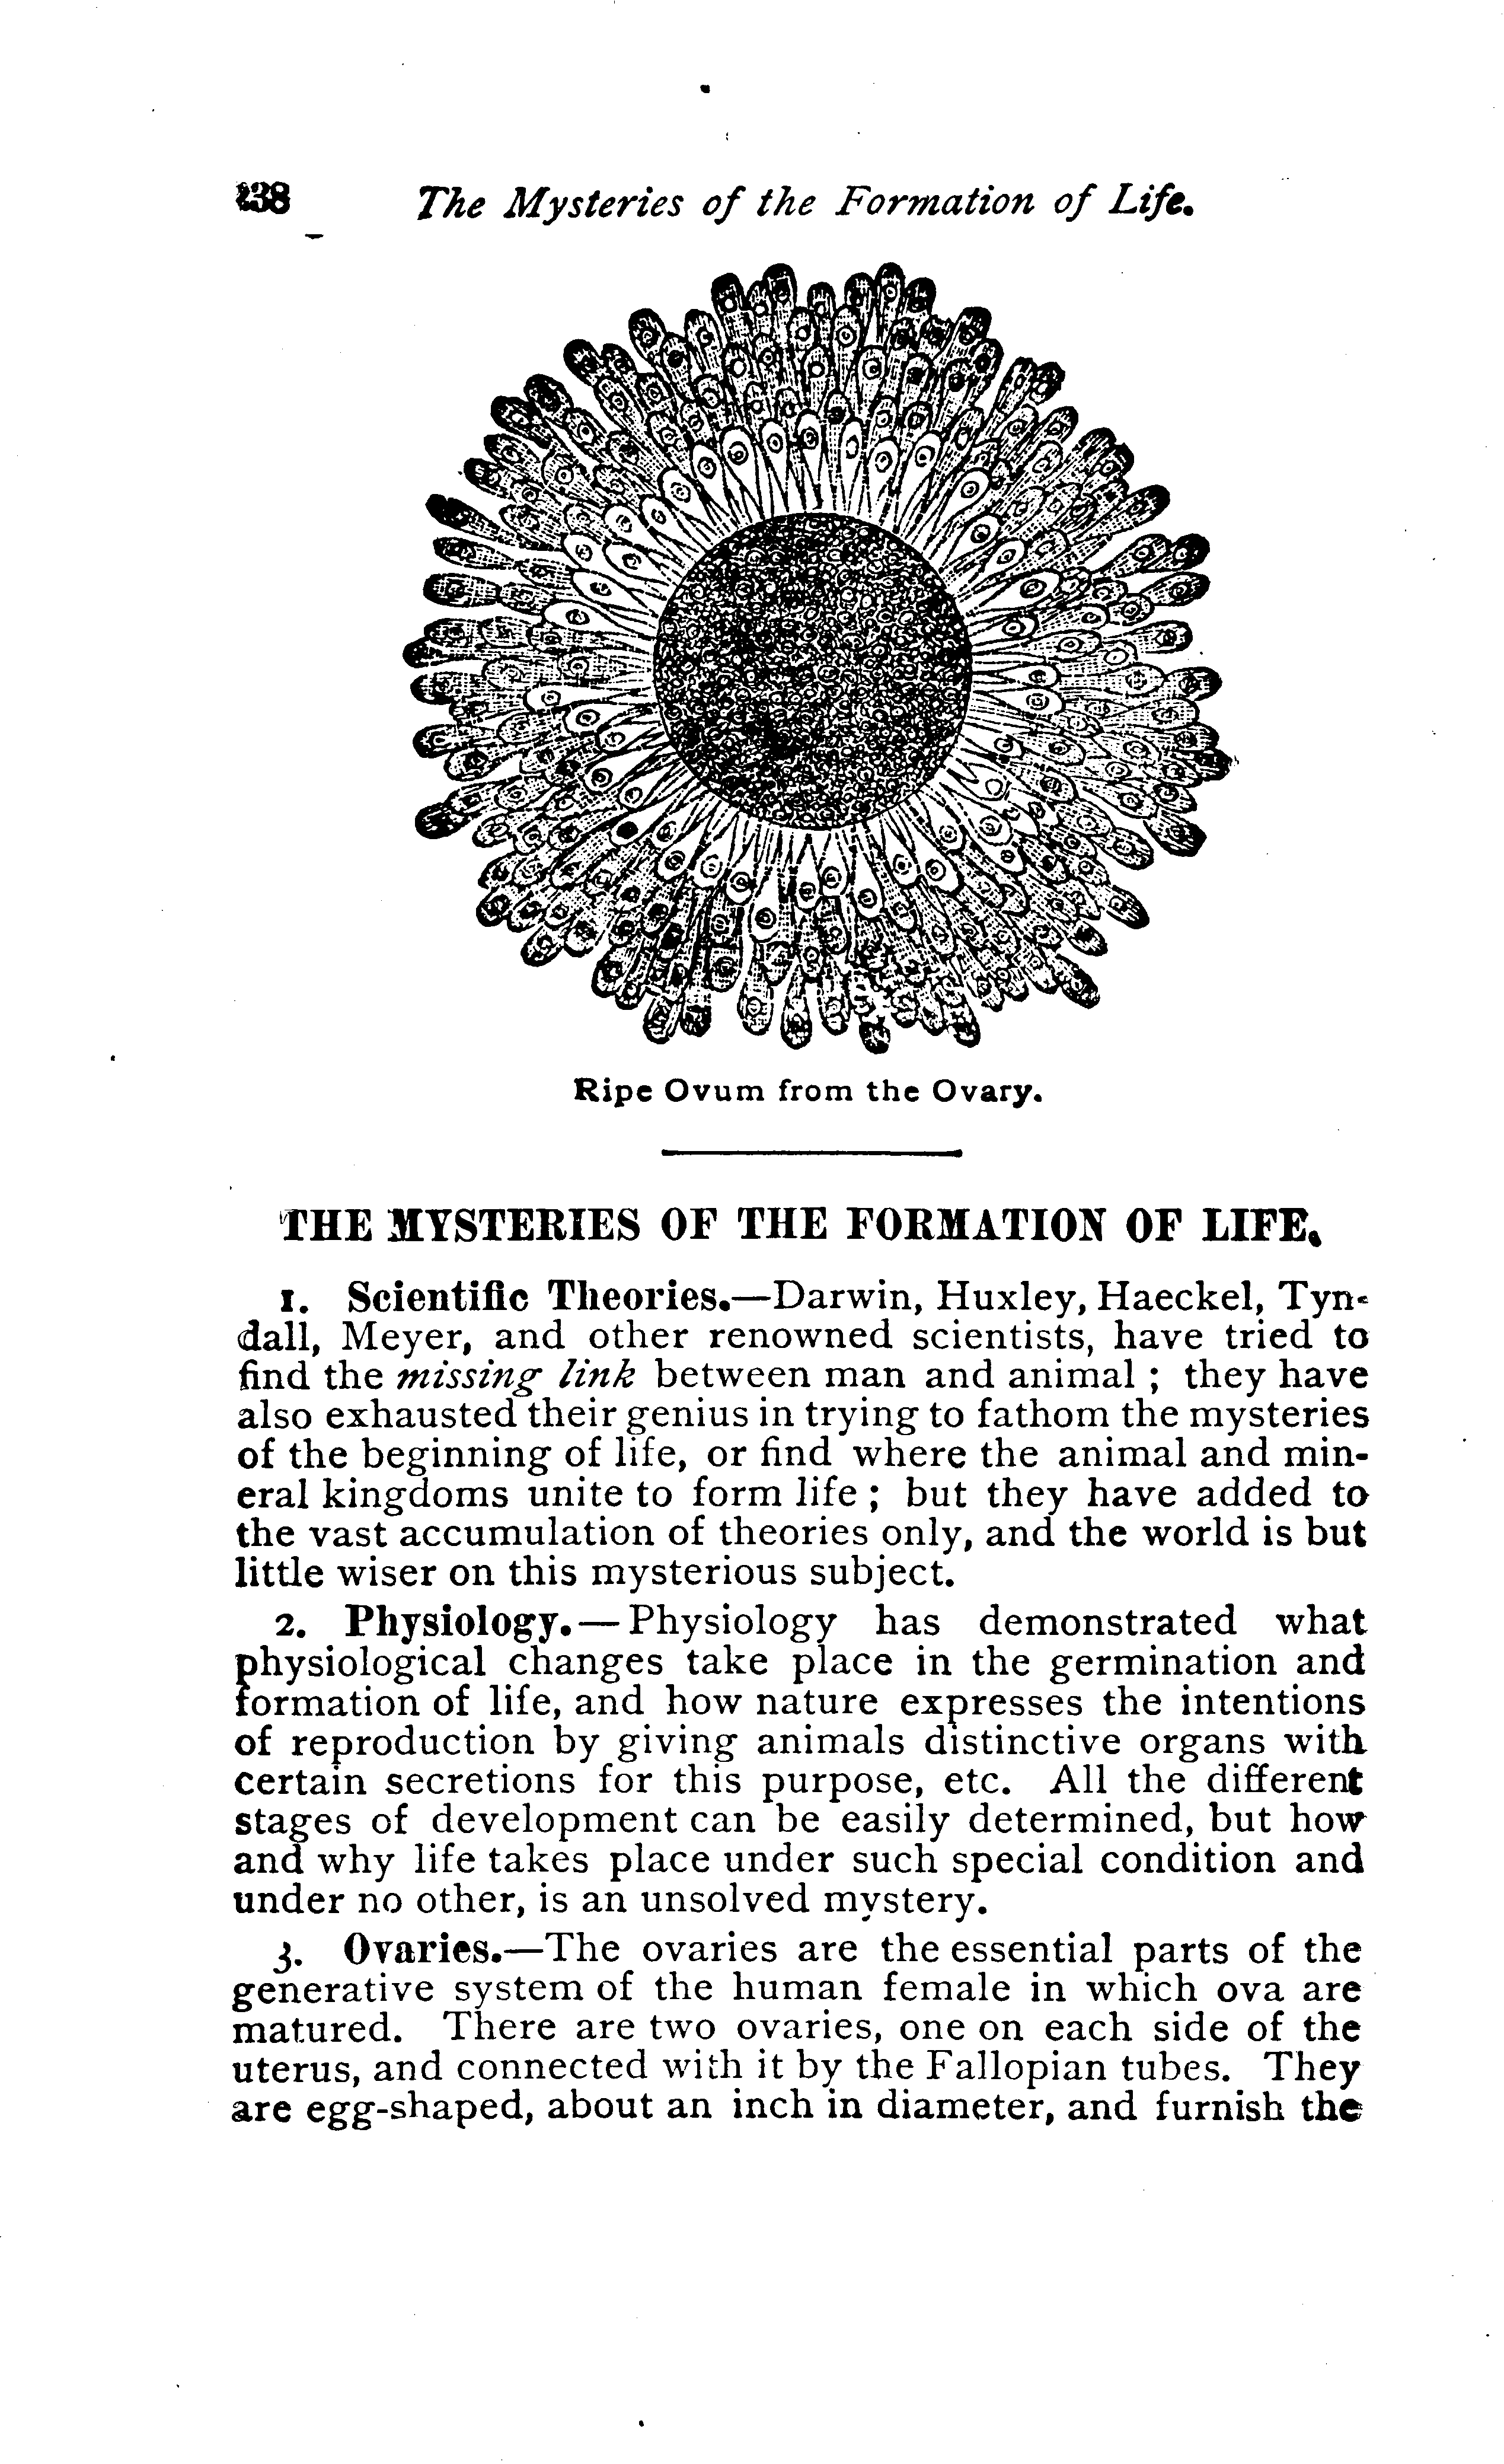 238 The Mysteries of the Formation of Life.
Ripe Ovum from the Ovary.
THE MYSTERIES OF THE FORMATION OF LIFE.
1. Scientific Theories.—Darwin, Huxley, Haeckel, Tyn-
dall, Meyer, and other renowned scientists, have tried to
find the missing link between man and animal ; they have
also exhausted their genius in trying to fathom the mysteries
of the beginning of life, or find where the animal and min-
eral kingdoms unite to form life ; but they have added to
the vast accumulation of theories only, and the world is but
little wiser on this mysterious subject.
2. Physiology.—Physiology has demonstrated what
physiological changes take place in the germination and
formation of life, and how nature expresses the intentions
of reproduction by giving animals distinctive organs with
certain secretions for this purpose, etc. All the different
stages of development can be easily determined, but how
and why life takes place under such special condition and
under no other, is an unsolved mystery.
3. Ovaries.—The ovaries are the essential parts of the
generative system of the human female in which ova are
matured. There are two ovaries, one on each side of the
uterus, and connected with it by the Fallopian tubes. They
are egg-shaped, about an inch in diameter, and furnish the